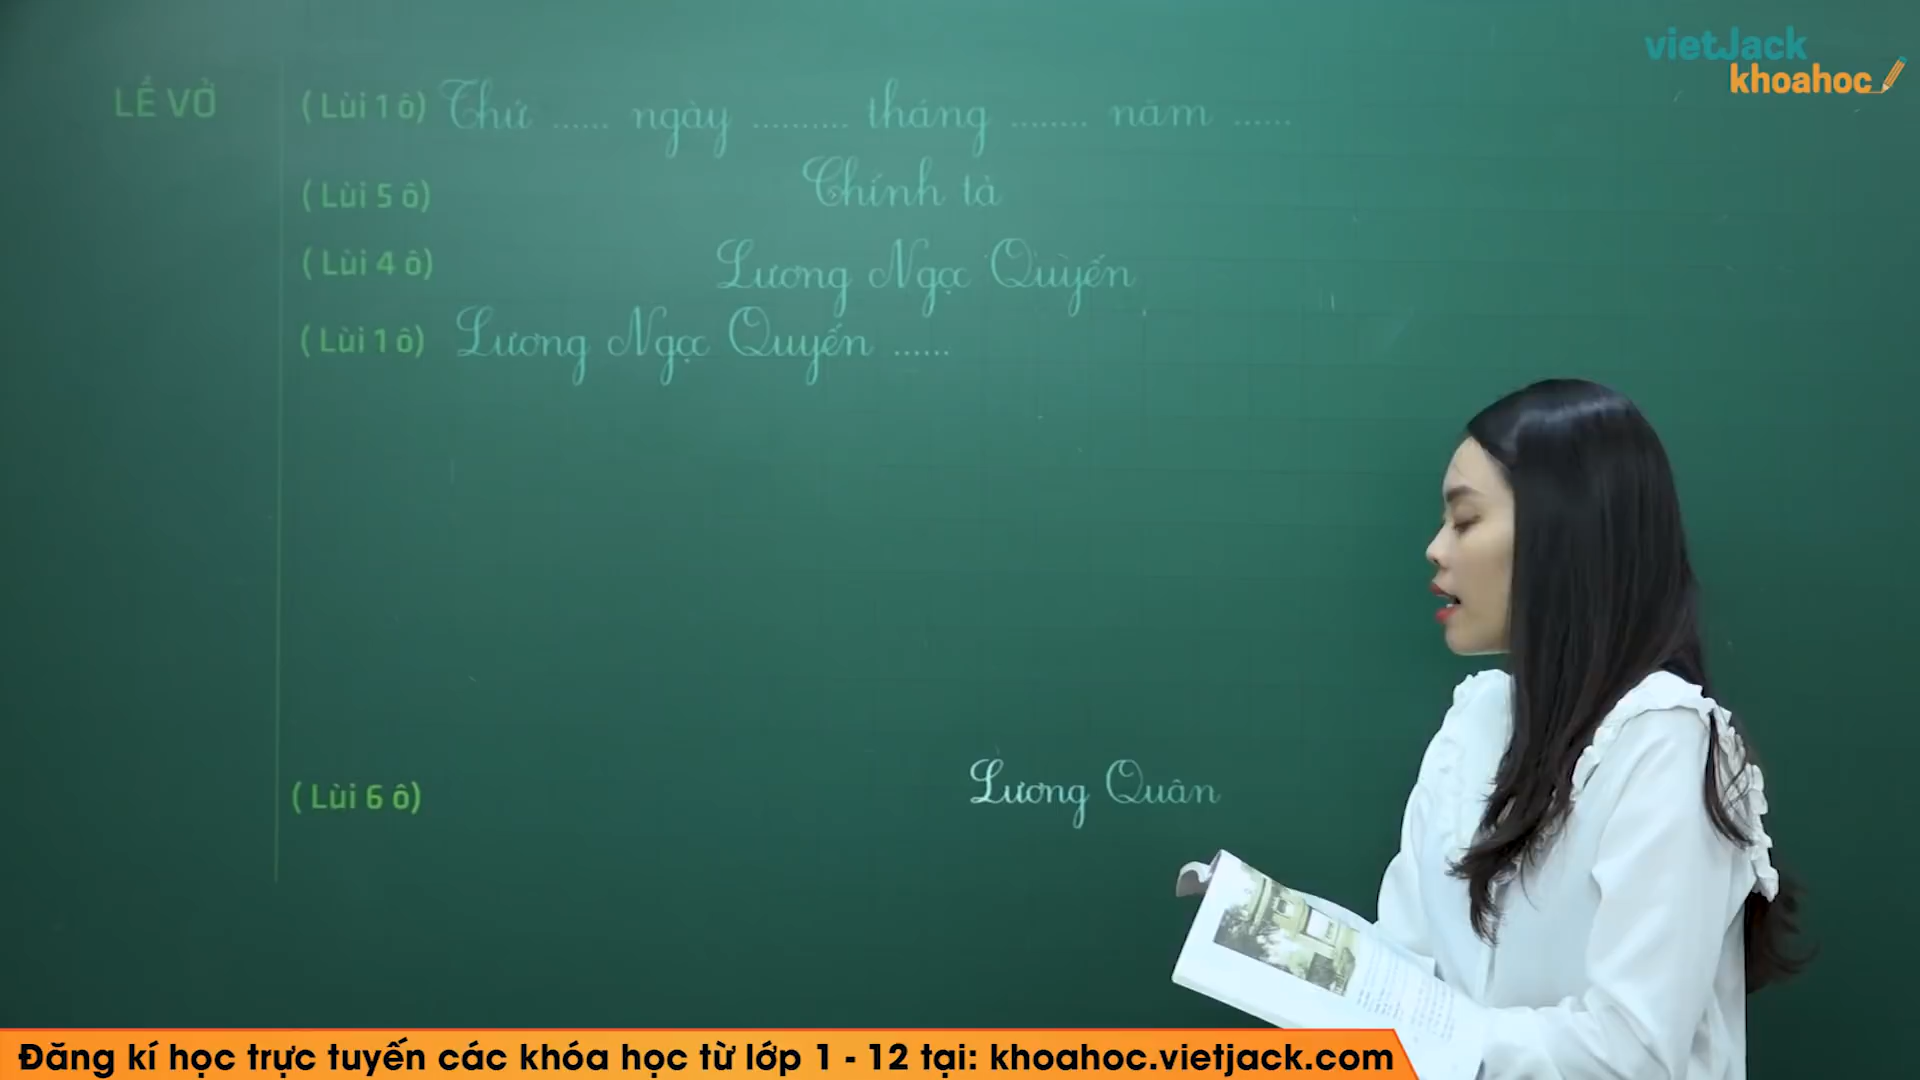 vietJack
khoahoc
LỀ VỞ
( Lùi 1 ô) Thứ ...... ngày .......... tháng ........ năm ......
( Lùi 5 ô) Chính tả
( Lùi 4 ô) Lương Ngọc Quyến
( Lùi 1 ô) Lương Ngọc Quyến ......
( Lùi 6 ô) Lương Quân
Đăng kí học trực tuyến các khóa học từ lớp 1 - 12 tại: khoahoc.vietjack.com